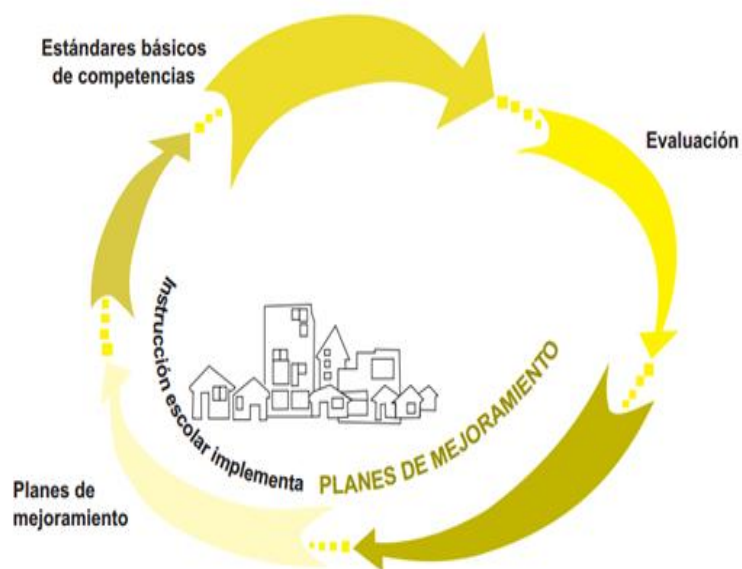 Estándares básicos
de competencias
Evaluación
Instrucción escolar implementa PLANES DE MEJORAMIENTO
Planes de
mejoramiento